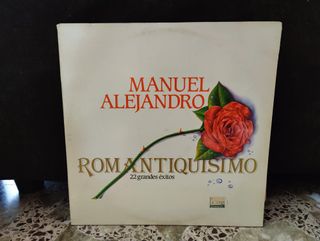 MANUEL
ALEJANDRO
ROMANTIQUISIMO
22 grandes éxitos